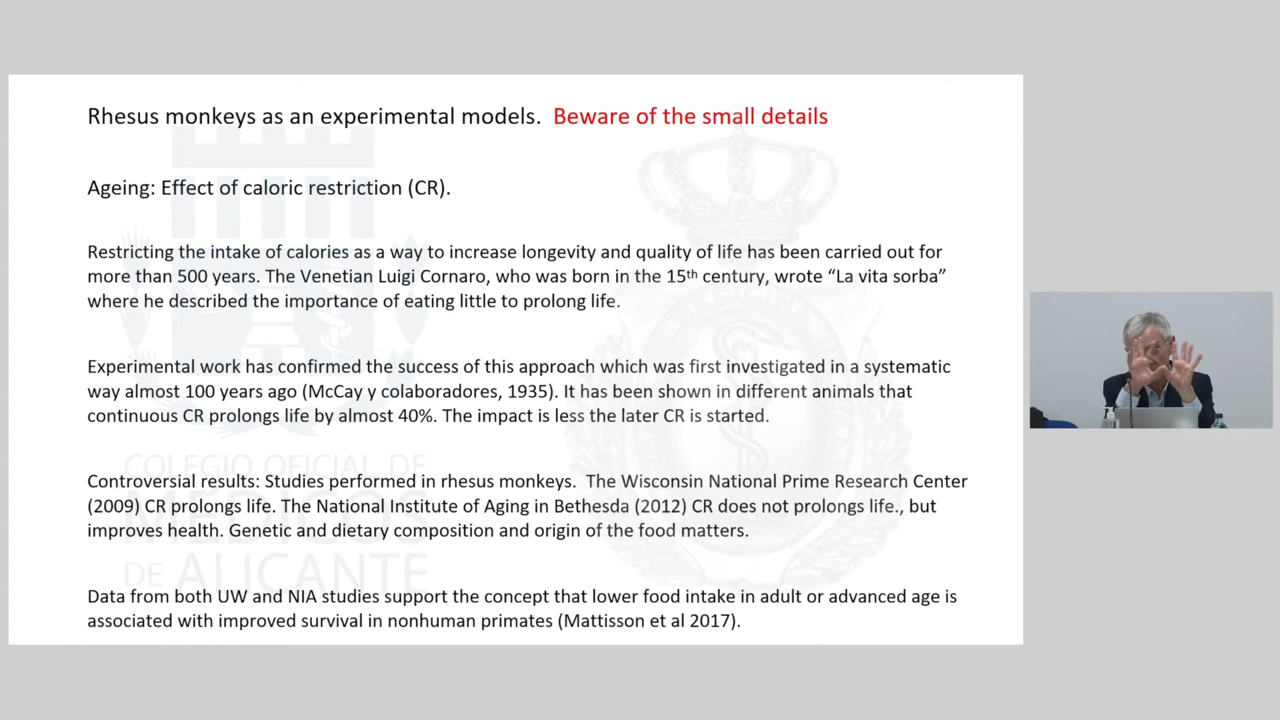 Rhesus monkeys as an experimental models. Beware of the small details
Ageing: Effect of caloric restriction (CR).
Restricting the intake of calories as a way to increase longevity and quality of life has been carried out for
more than 500 years. The Venetian Luigi Cornaro, who was born in the 15th century, wrote “La vita sorba”
where he described the importance of eating little to prolong life.
Experimental work has confirmed the success of this approach which was first investigated in a systematic
way almost 100 years ago (McCay y colaboradores, 1935). It has been shown in different animals that
continuous CR prolongs life by almost 40%. The impact is less the later CR is started.
Controversial results: Studies performed in rhesus monkeys. The Wisconsin National Prime Research Center
(2009) CR prolongs life. The National Institute of Aging in Bethesda (2012) CR does not prolongs life., but
improves health. Genetic and dietary composition and origin of the food matters.
Data from both UW and NIA studies support the concept that lower food intake in adult or advanced age is
associated with improved survival in nonhuman primates (Mattisson et al 2017).
COLEGIO OFICIAL DE
MÉDICOS
DE ALICANTE